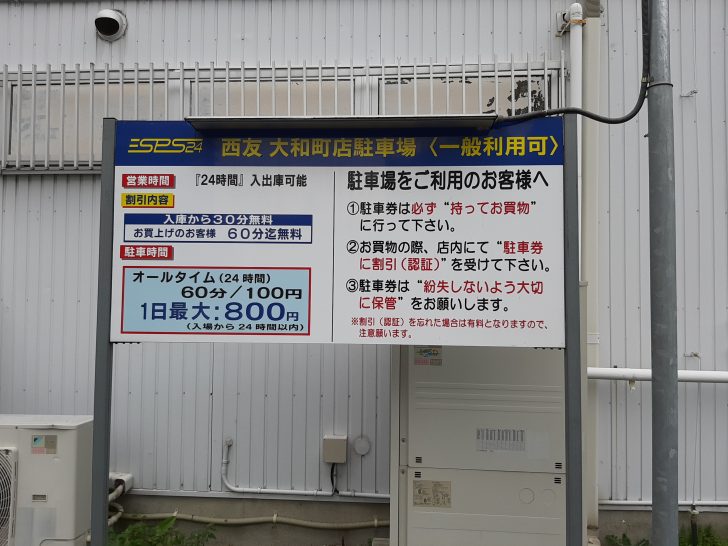 ESPS24 西友 大和町店駐車場〈一般利用可〉
営業時間 『24時間』入出庫可能
割引内容
入庫から30分無料
お買上げのお客様 60分迄無料
駐車時間
オールタイム(24時間)
60分/100円
1日最大:800円
(入場から24時間以内)
駐車場をご利用のお客様へ
①駐車券は必ず“持ってお買物”
に行って下さい。
②お買物の際、店内にて“駐車券
に割引(認証)”を受けて下さい。
③駐車券は“紛失しないよう大切
に保管”をお願いします。
※割引(認証)を忘れた場合は有料となりますので、
注意願います。